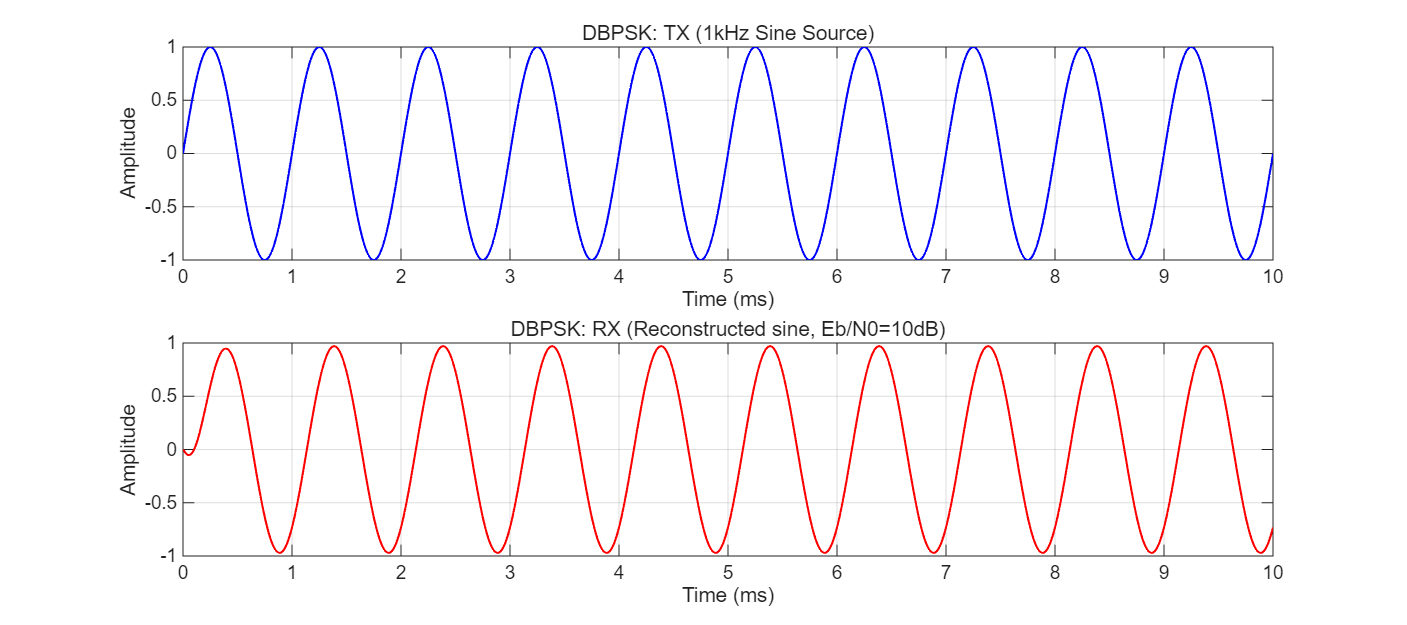 DBPSK: TX (1kHz Sine Source)
1
0.5
0
-0.5
-1
Amplitude
0 1 2 3 4 5 6 7 8 9 10
Time (ms)
DBPSK: RX (Reconstructed sine, Eb/N0=10dB)
1
0.5
0
-0.5
-1
Amplitude
0 1 2 3 4 5 6 7 8 9 10
Time (ms)